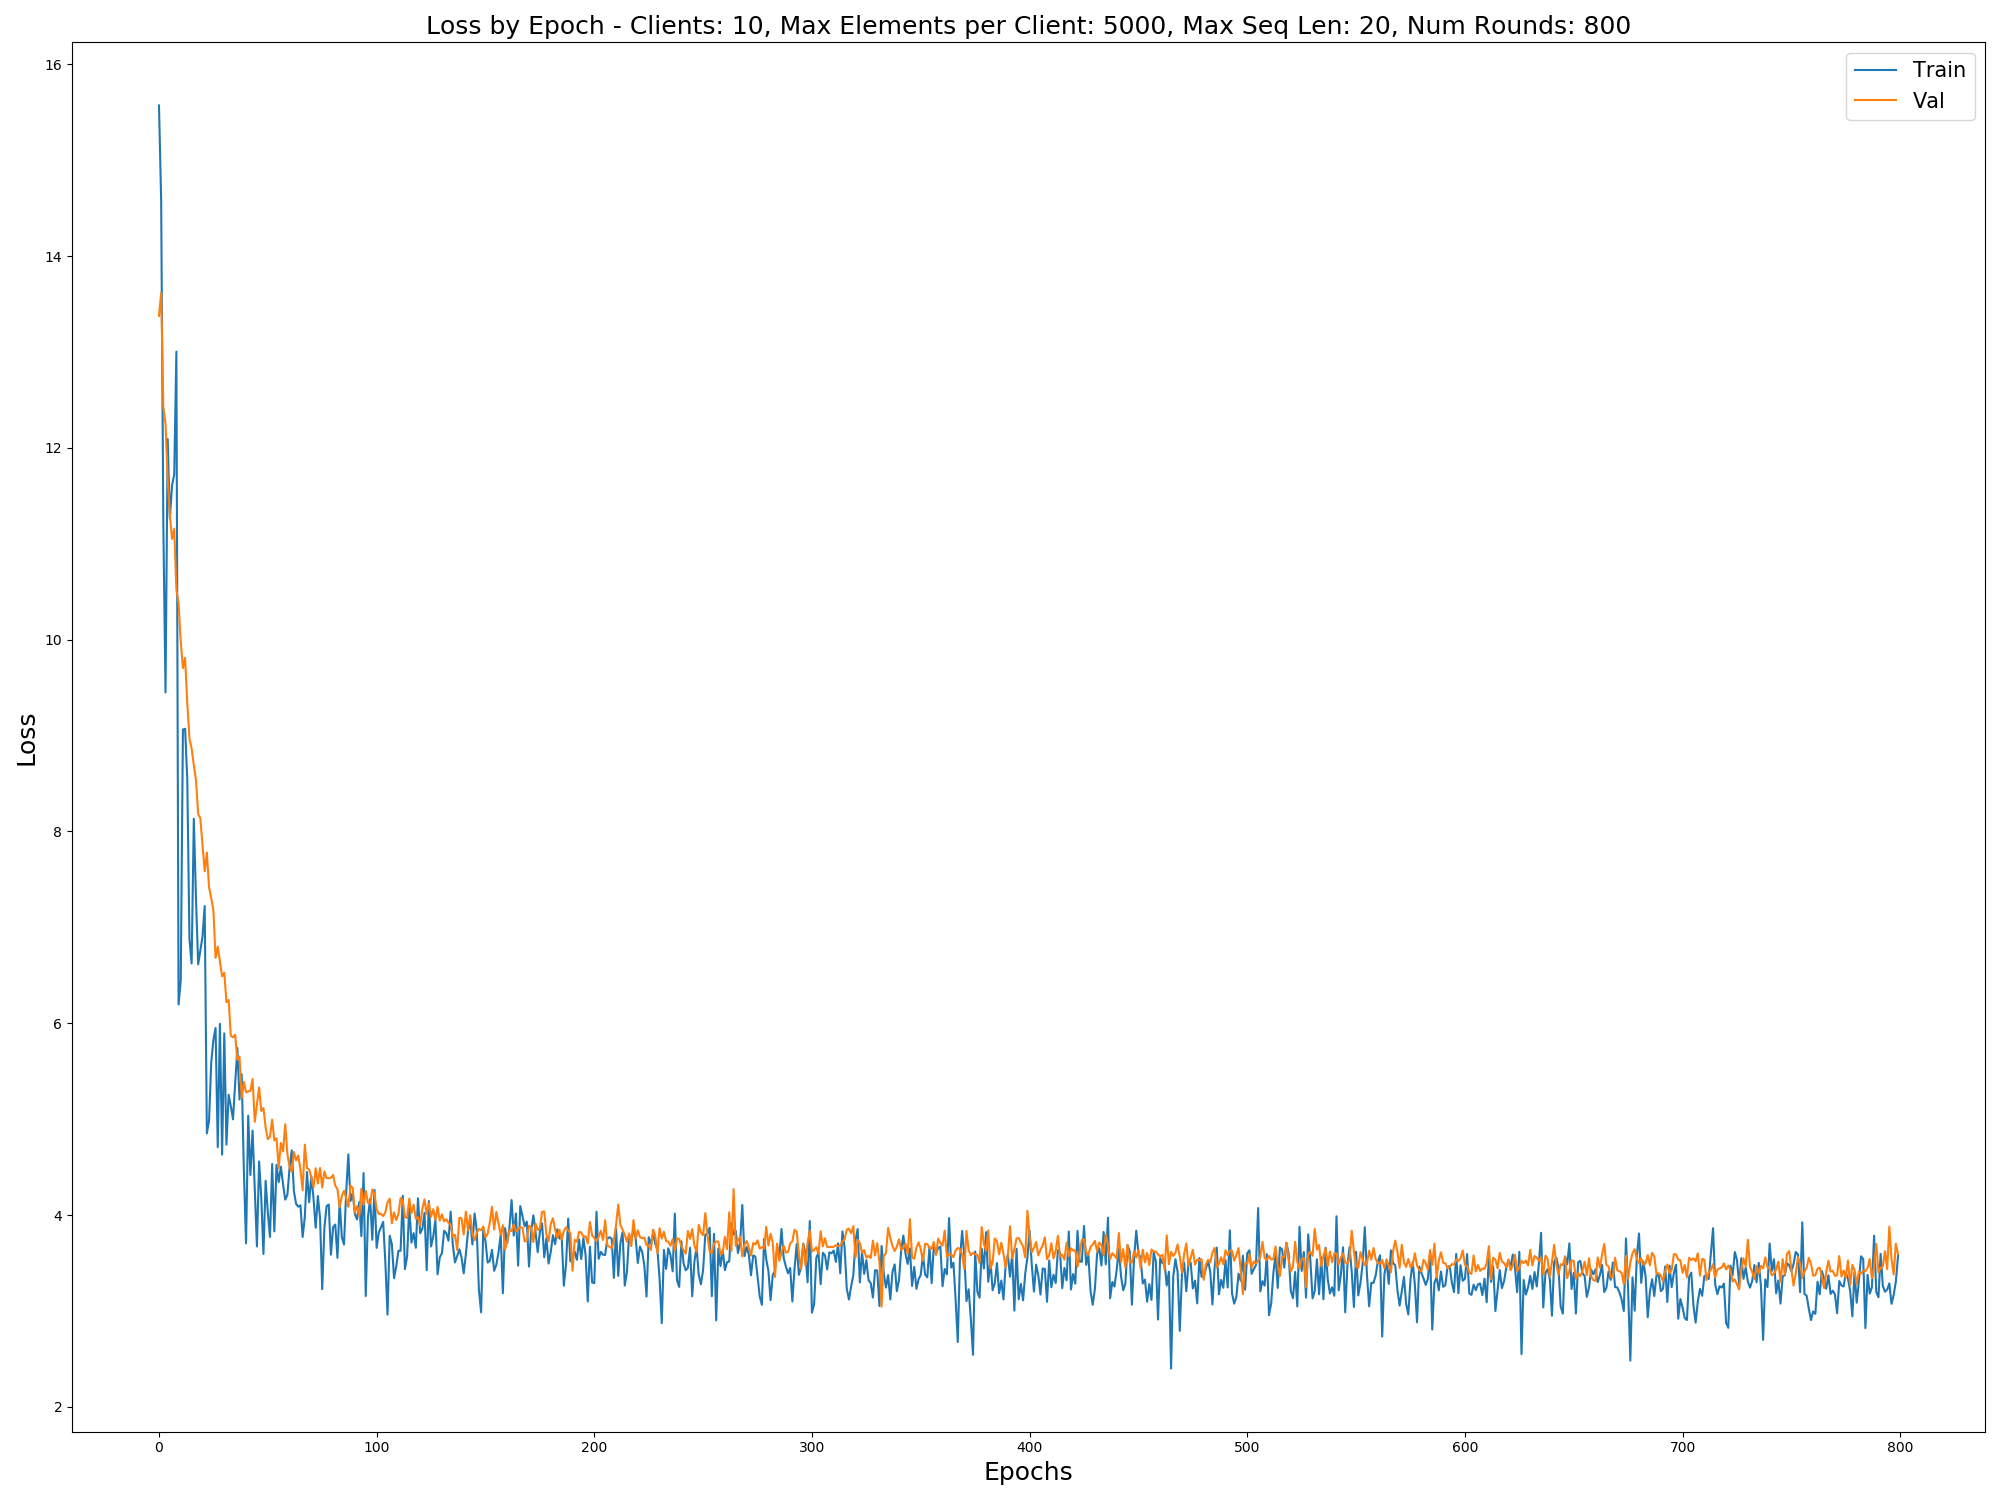 Loss by Epoch - Clients: 10, Max Elements per Client: 5000, Max Seq Len: 20, Num Rounds: 800
Train
Val
16
14
12
10
8
6
4
2
Loss
0 100 200 300 400 500 600 700 800
Epochs